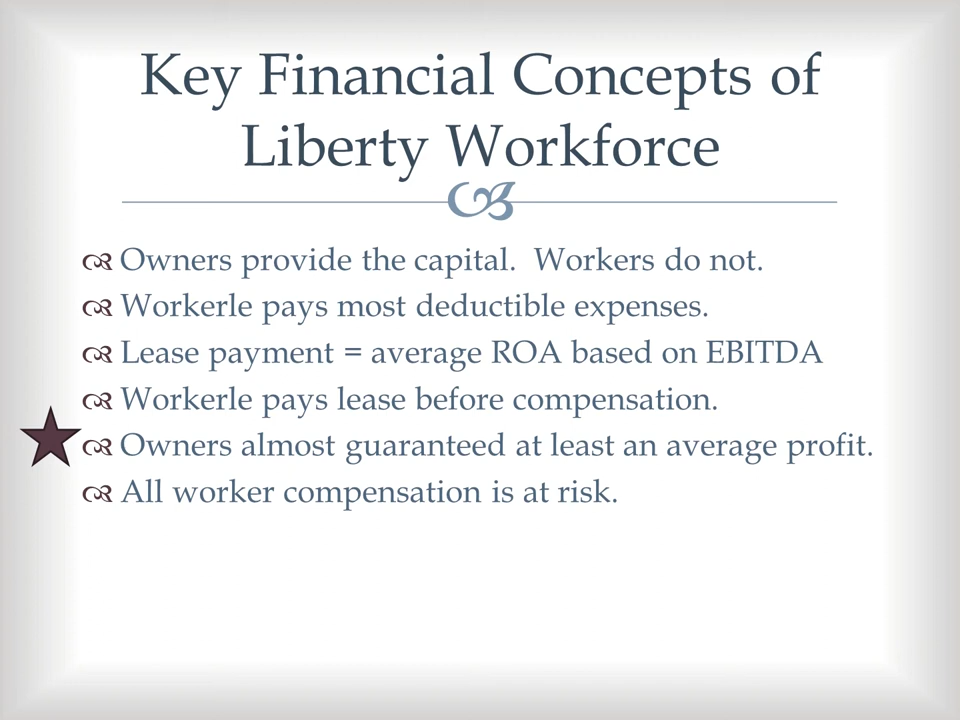 Key Financial Concepts of
Liberty Workforce
Owners provide the capital.  Workers do not.
Workerle pays most deductible expenses.
Lease payment = average ROA based on EBITDA
Workerle pays lease before compensation.
Owners almost guaranteed at least an average profit.
All worker compensation is at risk.